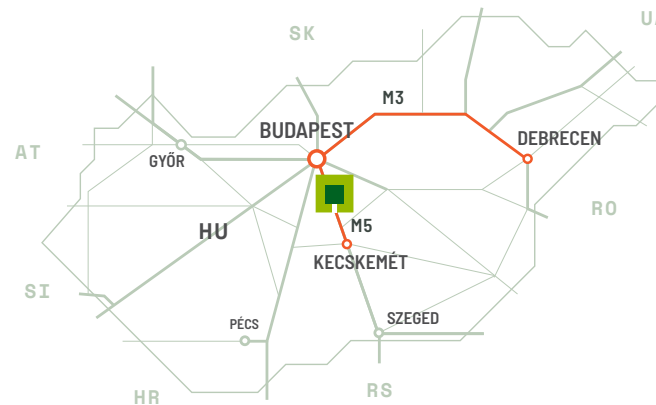 SK
UA
M3
BUDAPEST
DEBRECEN
AT
GYŐR
RO
M5
HU
KECSKEMÉT
SI
PÉCS
SZEGED
HR
RS